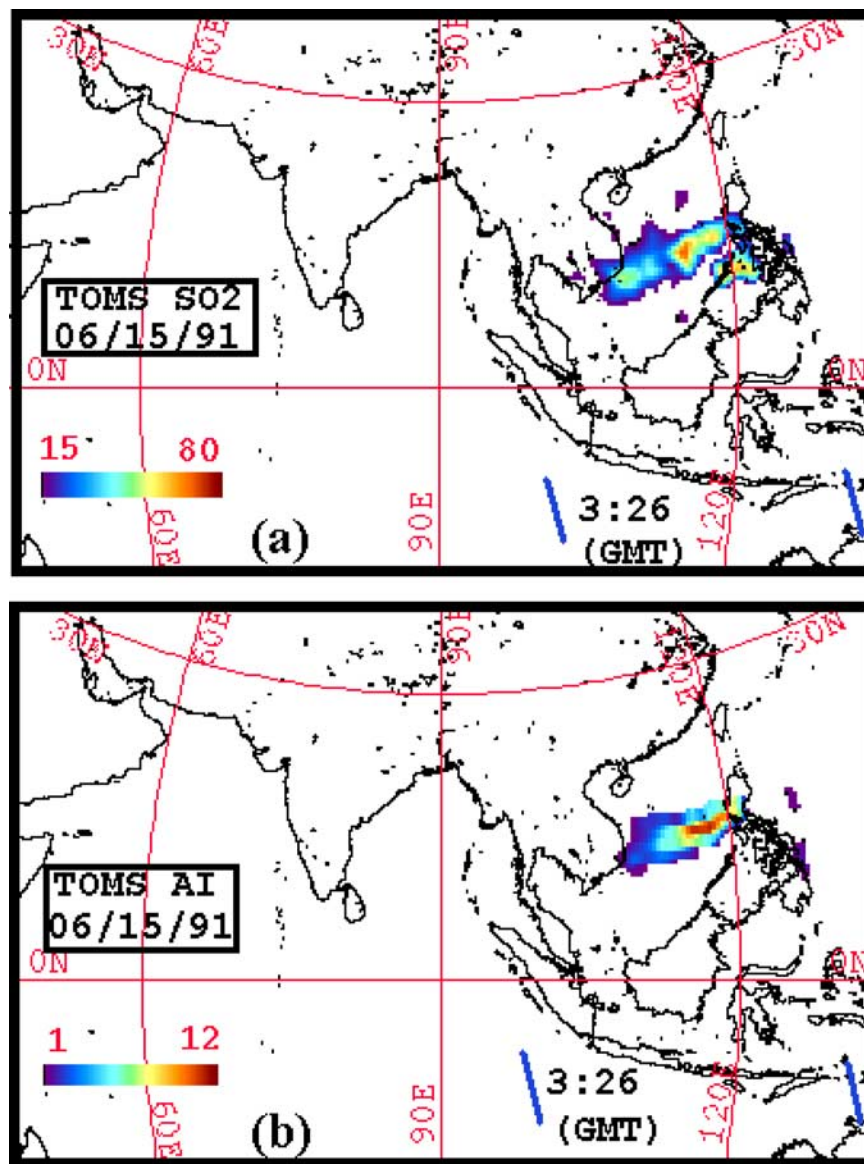 30N
60E
90E
120E
30N
TOMS SO2
06/15/91
0N
0N
15 80
60E
(a)
90E
3:26
(GMT)
120E
30N
60E
90E
120E
30N
TOMS AI
06/15/91
0N
0N
1 12
60E
(b)
90E
3:26
(GMT)
120E